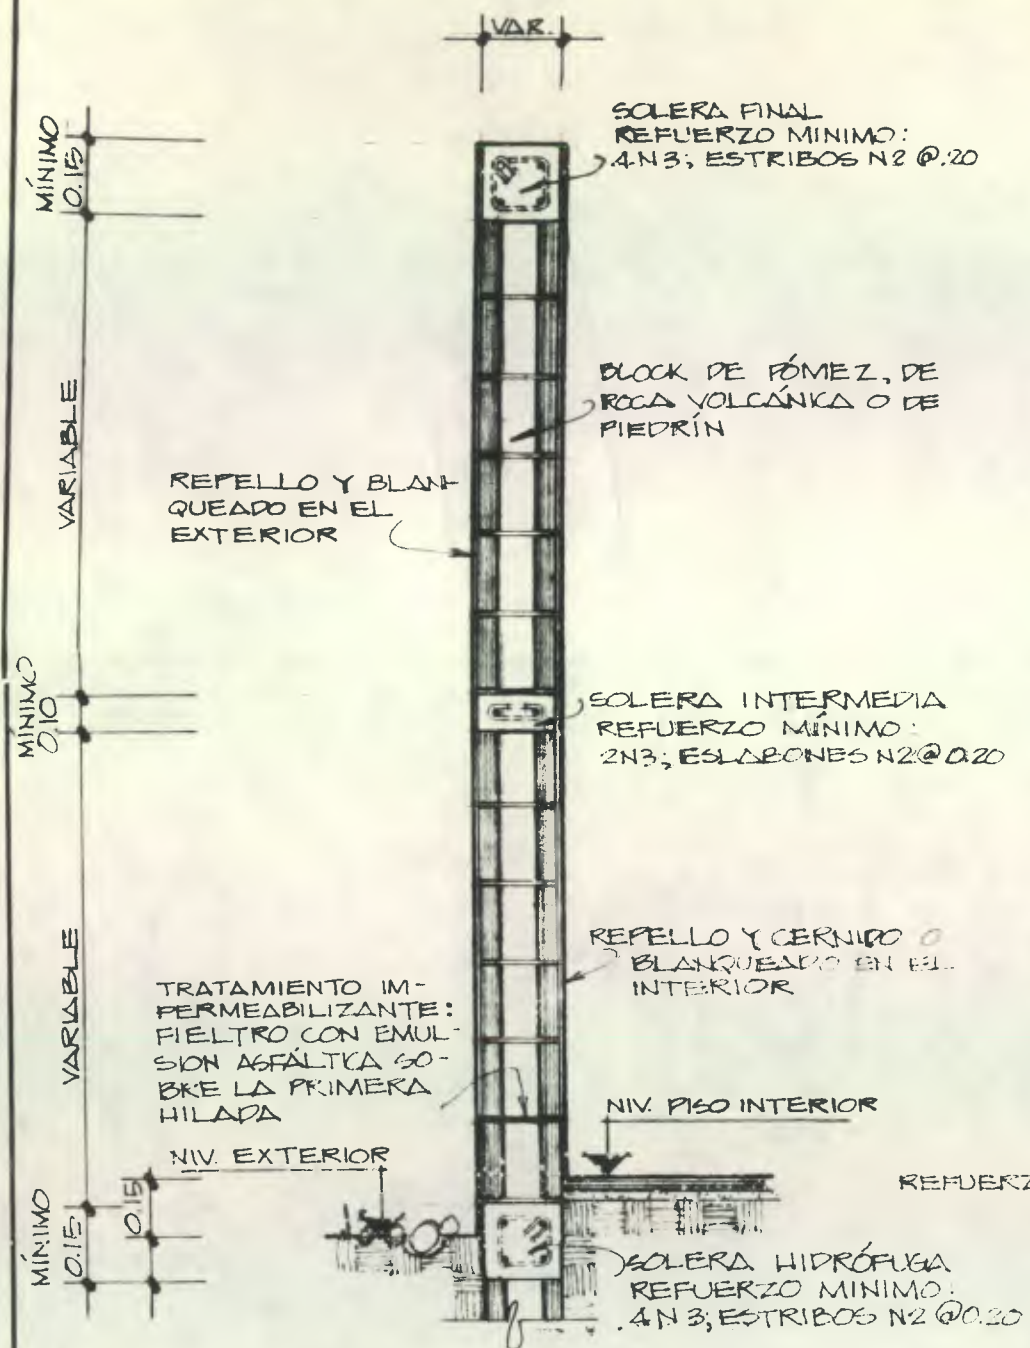 VAR.
SOLERA FINAL
REFUERZO MINIMO:
4N3; ESTRIBOS N2 @.20
MÍNIMO
0.15
BLOCK DE PÓMEZ, DE
ROCA VOLCÁNICA O DE
PIEDRÍN
VARIABLE
REPELLO Y BLAN-
QUEADO EN EL
EXTERIOR
MÍNIMO
0.10
SOLERA INTERMEDIA
REFUERZO MÍNIMO:
2N3; ESLABONES N2@0.20
VARIABLE
REPELLO Y CERNIDO O
BLANQUEADO EN EL
INTERIOR
TRATAMIENTO IM-
PERMEABILIZANTE:
FIELTRO CON EMUL-
SION ASFÁLTICA SO-
BRE LA PRIMERA
HILADA
NIV. PISO INTERIOR
NIV. EXTERIOR
REFUERZ
MÍNIMO
0.15
0.15
SOLERA HIDRÓFUGA
REFUERZO MINIMO:
4N3; ESTRIBOS N2 @0.20